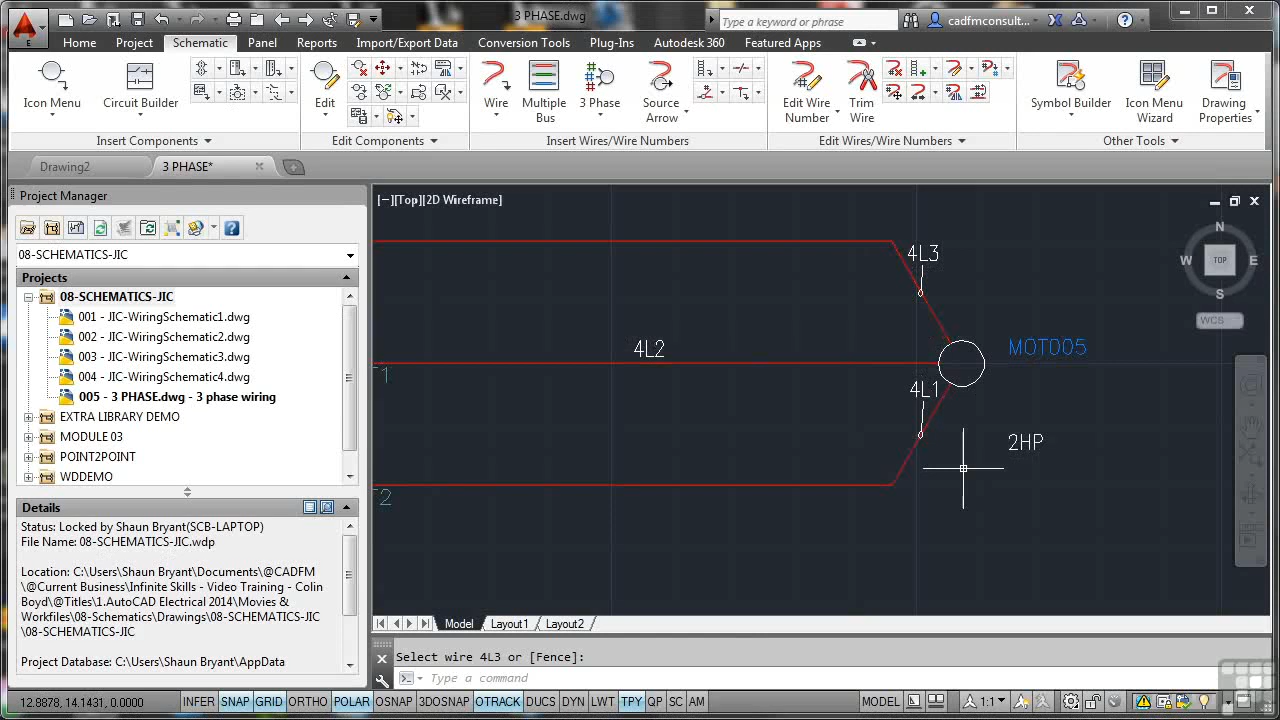 3 PHASE.dwg
Type a keyword or phrase
cadfmconsult...
E
Home Project Schematic Panel Reports Import/Export Data Conversion Tools Plug-Ins Autodesk 360 Featured Apps
Icon Menu
Circuit Builder
Edit
Wire
Multiple Bus
3 Phase
Source Arrow
Edit Wire Number
Trim Wire
Symbol Builder
Icon Menu Wizard
Drawing Properties
Insert Components
Edit Components
Insert Wires/Wire Numbers
Edit Wires/Wire Numbers
Other Tools
Drawing2
3 PHASE*
Project Manager
08-SCHEMATICS-JIC
Projects
08-SCHEMATICS-JIC
001 - JIC-WiringSchematic1.dwg
002 - JIC-WiringSchematic2.dwg
003 - JIC-WiringSchematic3.dwg
004 - JIC-WiringSchematic4.dwg
005 - 3 PHASE.dwg - 3 phase wiring
EXTRA LIBRARY DEMO
MODULE 03
POINT2POINT
WDDEMO
Details
Status: Locked by Shaun Bryant(SCB-LAPTOP)
File Name: 08-SCHEMATICS-JIC.wdp
Location: C:\Users\Shaun Bryant\Documents\@CADFM
\@Current Business\Infinite Skills - Video Training - Colin
Boyd\@Titles\1.AutoCAD Electrical 2014\Movies &
Workfiles\08-Schematics\Drawings\08-SCHEMATICS-JIC
\08-SCHEMATICS-JIC
Project Database: C:\Users\Shaun Bryant\AppData
[−][Top][2D Wireframe]
4L3
4L2
MOT005
1
4L1
2HP
2
N
W
TOP
E
S
WCS
Model Layout1 Layout2
Select wire 4L3 or [Fence]:
Type a command
12.8878, 14.1431, 0.0000
INFER SNAP GRID ORTHO POLAR OSNAP 3DOSNAP OTRACK DUCS DYN LWT TPY QP SC AM
MODEL
1:1